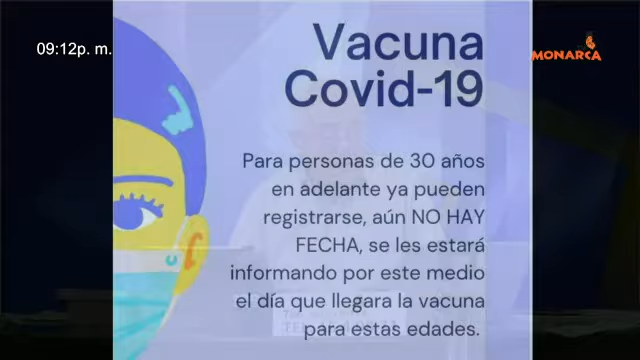 09:12p. m.
MONARCA
Vacuna
Covid-19
Para personas de 30 años
en adelante ya pueden
registrarse, aún NO HAY
FECHA, se les estará
informando por este medio
el día que llegara la vacuna
para estas edades.